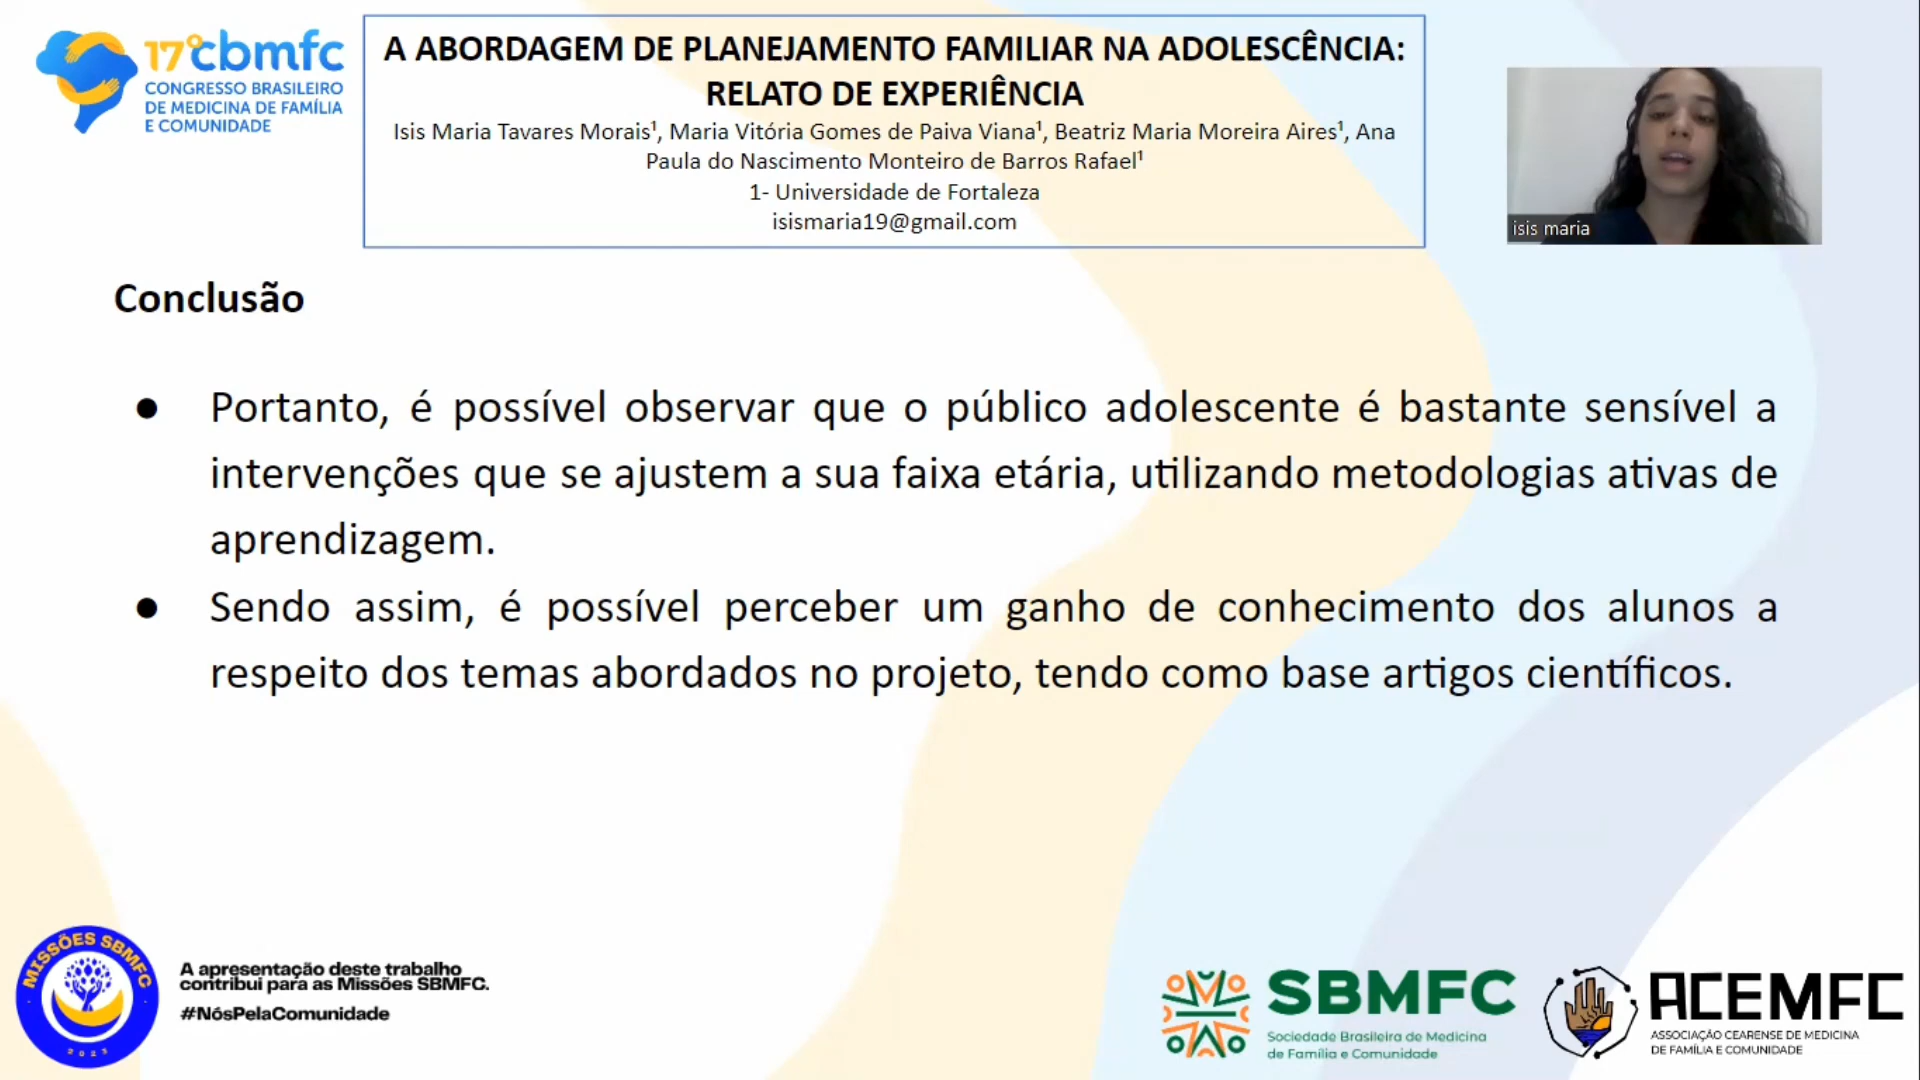 17º cbmfc
CONGRESSO BRASILEIRO
DE MEDICINA DE FAMÍLIA
E COMUNIDADE
A ABORDAGEM DE PLANEJAMENTO FAMILIAR NA ADOLESCÊNCIA:
RELATO DE EXPERIÊNCIA
Isis Maria Tavares Morais¹, Maria Vitória Gomes de Paiva Viana¹, Beatriz Maria Moreira Aires¹, Ana
Paula do Nascimento Monteiro de Barros Rafael¹
1- Universidade de Fortaleza
isismaria19@gmail.com
isis maria
Conclusão
● Portanto, é possível observar que o público adolescente é bastante sensível a
intervenções que se ajustem a sua faixa etária, utilizando metodologias ativas de
aprendizagem.
● Sendo assim, é possível perceber um ganho de conhecimento dos alunos a
respeito dos temas abordados no projeto, tendo como base artigos científicos.
MISSÕES SBMFC
2023
A apresentação deste trabalho
contribui para as Missões SBMFC.
#NósPelaComunidade
SBMFC
Sociedade Brasileira de Medicina
de Família e Comunidade
ACEMFC
ASSOCIAÇÃO CEARENSE DE MEDICINA
DE FAMÍLIA E COMUNIDADE